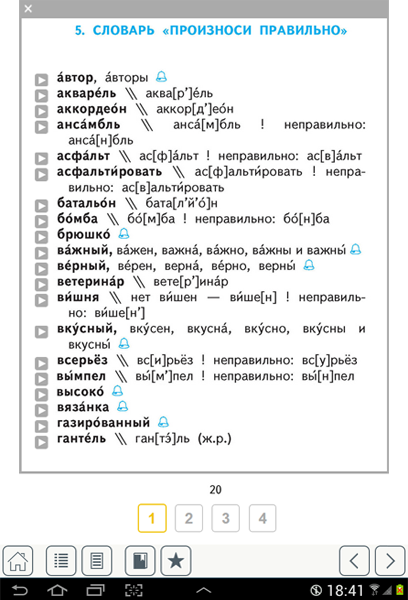 5. СЛОВАРЬ «ПРОИЗНОСИ ПРАВИЛЬНО»
а́втор, а́вторы
акваре́ль \\ аква[р’]е́ль
аккордео́н \\ аккор[д’]ео́н
анса́мбль \\ анса́[м]бль ! неправильно:
анса́[н]бль
асфа́льт \\ ас[ф]а́льт ! неправильно: ас[в]а́льт
асфальти́ровать \\ ас[ф]альти́ровать ! непра-
вильно: ас[в]альти́ровать
батальо́н \\ бата[л’й’о́]н
бо́мба \\ бо́[м]ба ! неправильно: бо́[н]ба
брюшко́
ва́жный, ва́жен, важна́, ва́жно, ва́жны и важны́
ве́рный, ве́рен, верна́, ве́рно, верны́
ветерина́р \\ вете[р’]ина́р
ви́шня \\ нет ви́шен — ви́ше[н] ! неправиль-
но: ви́ше[н’]
вку́сный, вку́сен, вкусна́, вку́сно, вку́сны и
вкусны́
всерьёз \\ вс[и]рьёз ! неправильно: вс[у]рьёз
вы́мпел \\ вы́[м’]пел ! неправильно: вы́[н]пел
высоко́
вяза́нка
газиро́ванный
ганте́ль \\ ган[тэ́]ль (ж.р.)
20
1 2 3 4
18:41